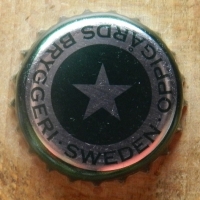 OPPIGÅRDS BRYGGERI · SWEDEN ·